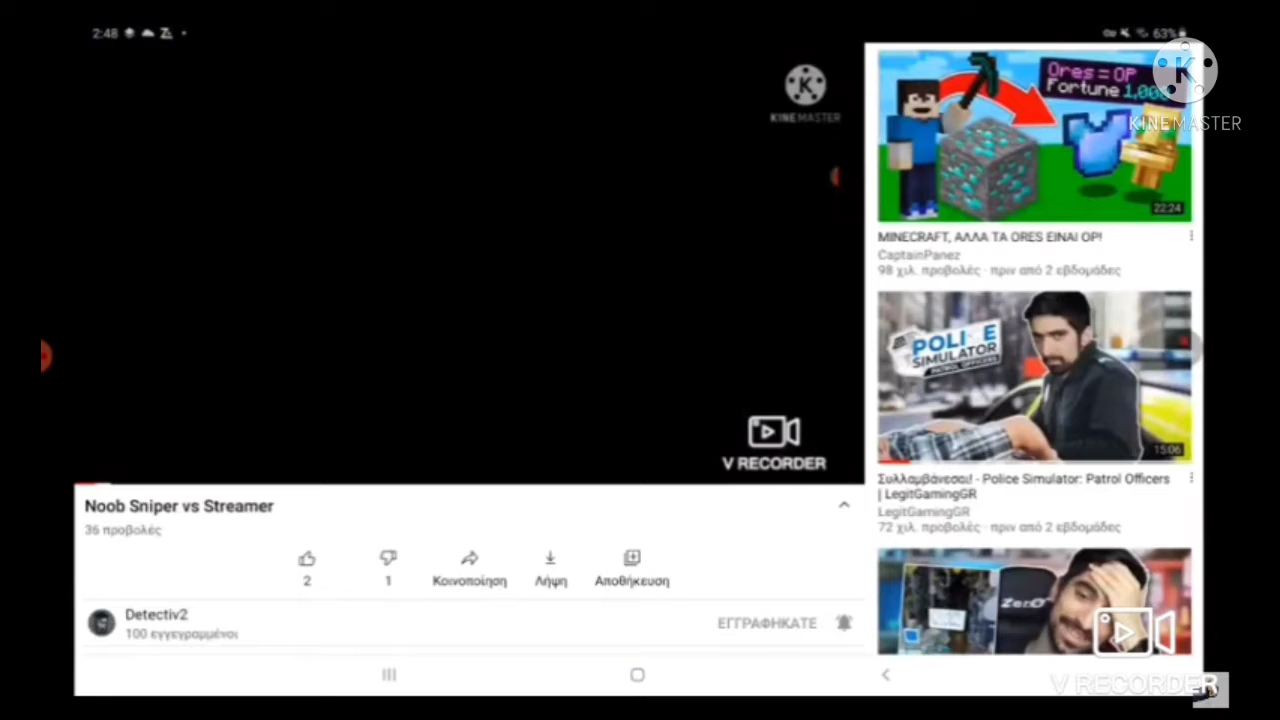 2:48
63%
KINEMASTER
KINEMASTER
Ores = OP
Fortune 1,000
22:24
MINECRAFT, ΑΛΛΑ ΤΑ ORES ΕΙΝΑΙ OP!
CaptainPanez
98 χιλ. προβολές · πριν από 2 εβδομάδες
POLI E
SIMULATOR
PATROL OFFICERS
15:06
Συλλαμβάνεσαι! - Police Simulator: Patrol Officers
| LegitGamingGR
LegitGamingGR
72 χιλ. προβολές · πριν από 2 εβδομάδες
V RECORDER
Noob Sniper vs Streamer
36 προβολές
2
1
Κοινοποίηση
Λήψη
Αποθήκευση
Detectiv2
100 εγγεγραμμένοι
ΕΓΓΡΑΦΗΚΑΤΕ
ZerO
V RECORDER